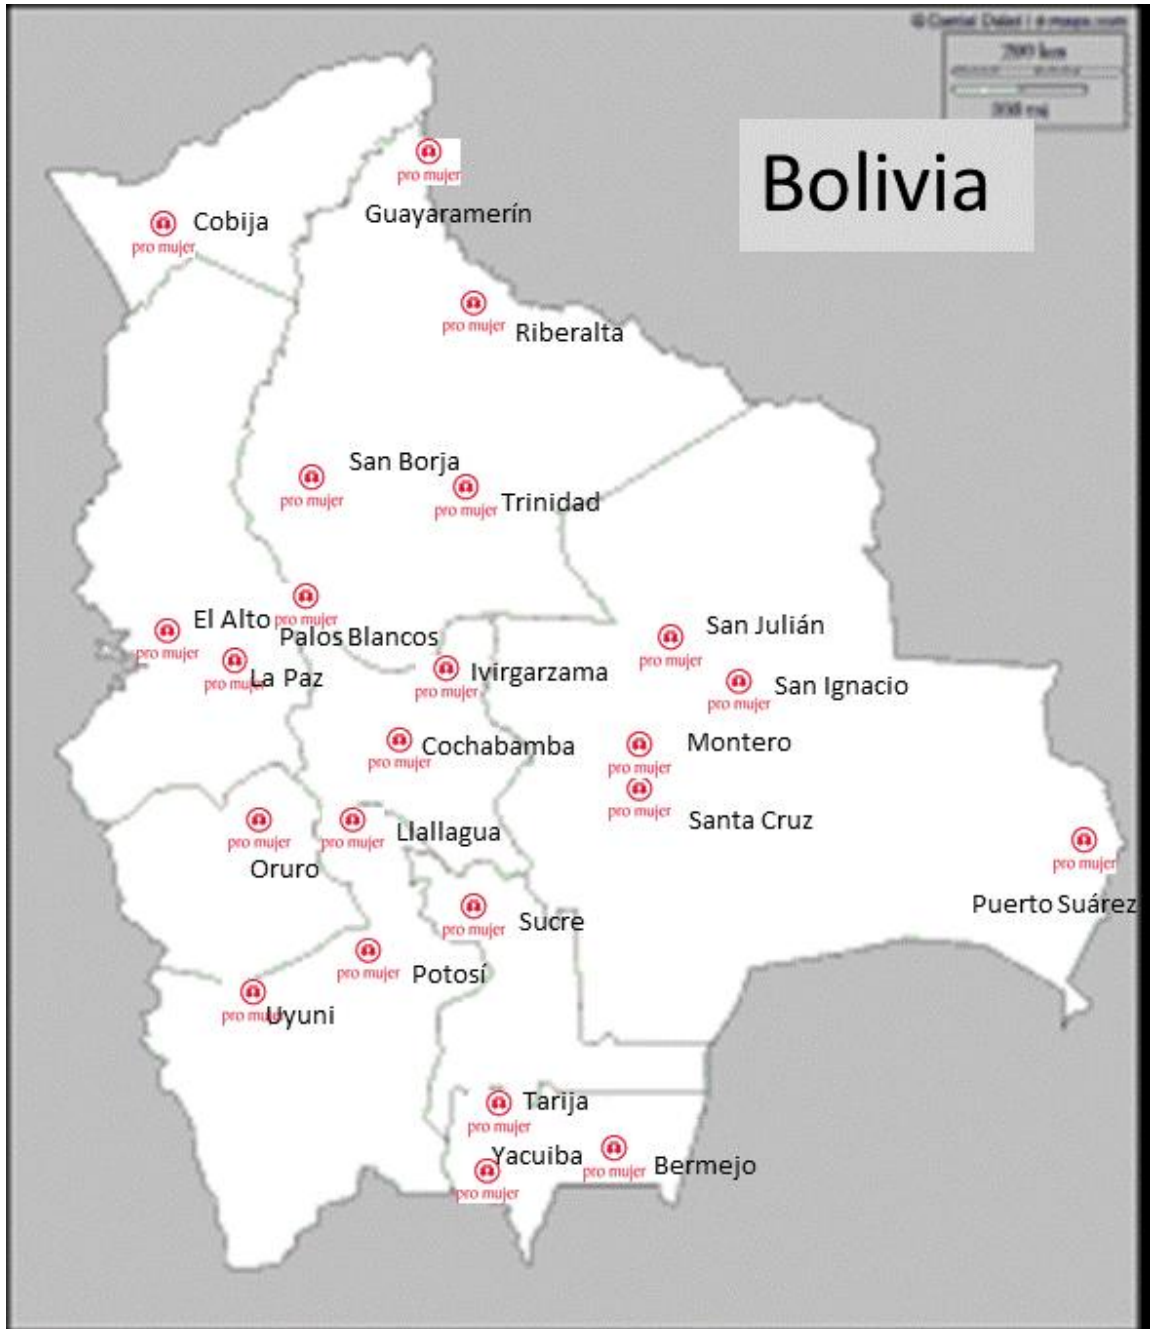 200 km
Bolivia
pro mujer
Guayaramerín
pro mujer
Cobija
pro mujer
Riberalta
San Borja
pro mujer
pro mujer
Trinidad
pro mujer
El Alto
pro mujer
Palos Blancos
pro mujer
La Paz
San Julián
pro mujer
pro mujer
Ivirgarzama
pro mujer
San Ignacio
pro mujer
Cochabamba
pro mujer
Montero
pro mujer
Santa Cruz
pro mujer
Oruro
pro mujer
Llallagua
pro mujer
Puerto Suárez
pro mujer
Sucre
pro mujer
Potosí
pro mujer
Uyuni
pro mujer
Tarija
pro mujer
Yacuiba
pro mujer
Bermejo